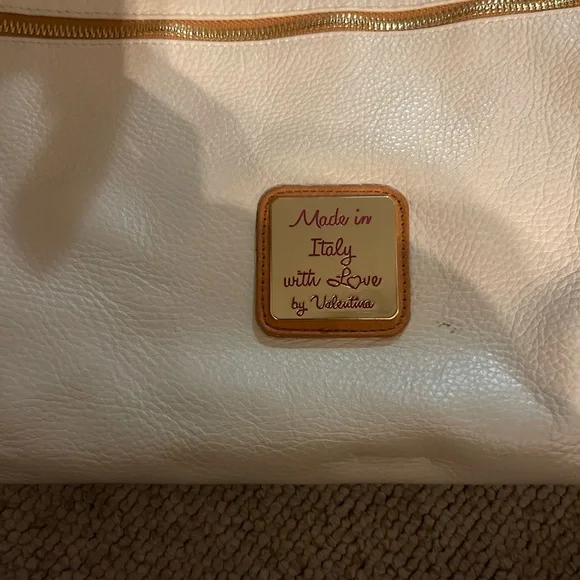 Made in
Italy
with Love
by Valentina